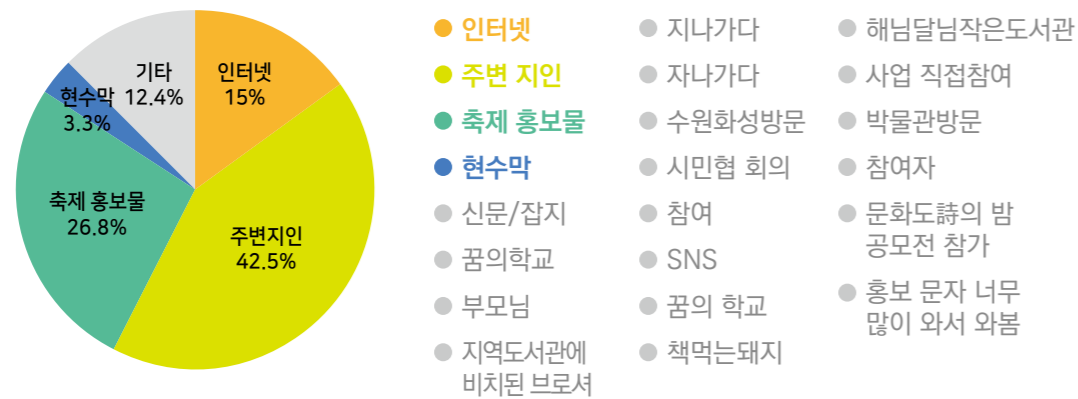 기타
12.4%
인터넷
15%
현수막
3.3%
축제 홍보물
26.8%
주변지인
42.5%
인터넷
주변 지인
축제 홍보물
현수막
신문/잡지
꿈의학교
부모님
지역도서관에
비치된 브로셔
지나가다
자나가다
수원화성방문
시민협 회의
참여
SNS
꿈의 학교
책먹는돼지
해님달님작은도서관
사업 직접참여
박물관방문
참여자
문화도詩의 밤
공모전 참가
홍보 문자 너무
많이 와서 와봄